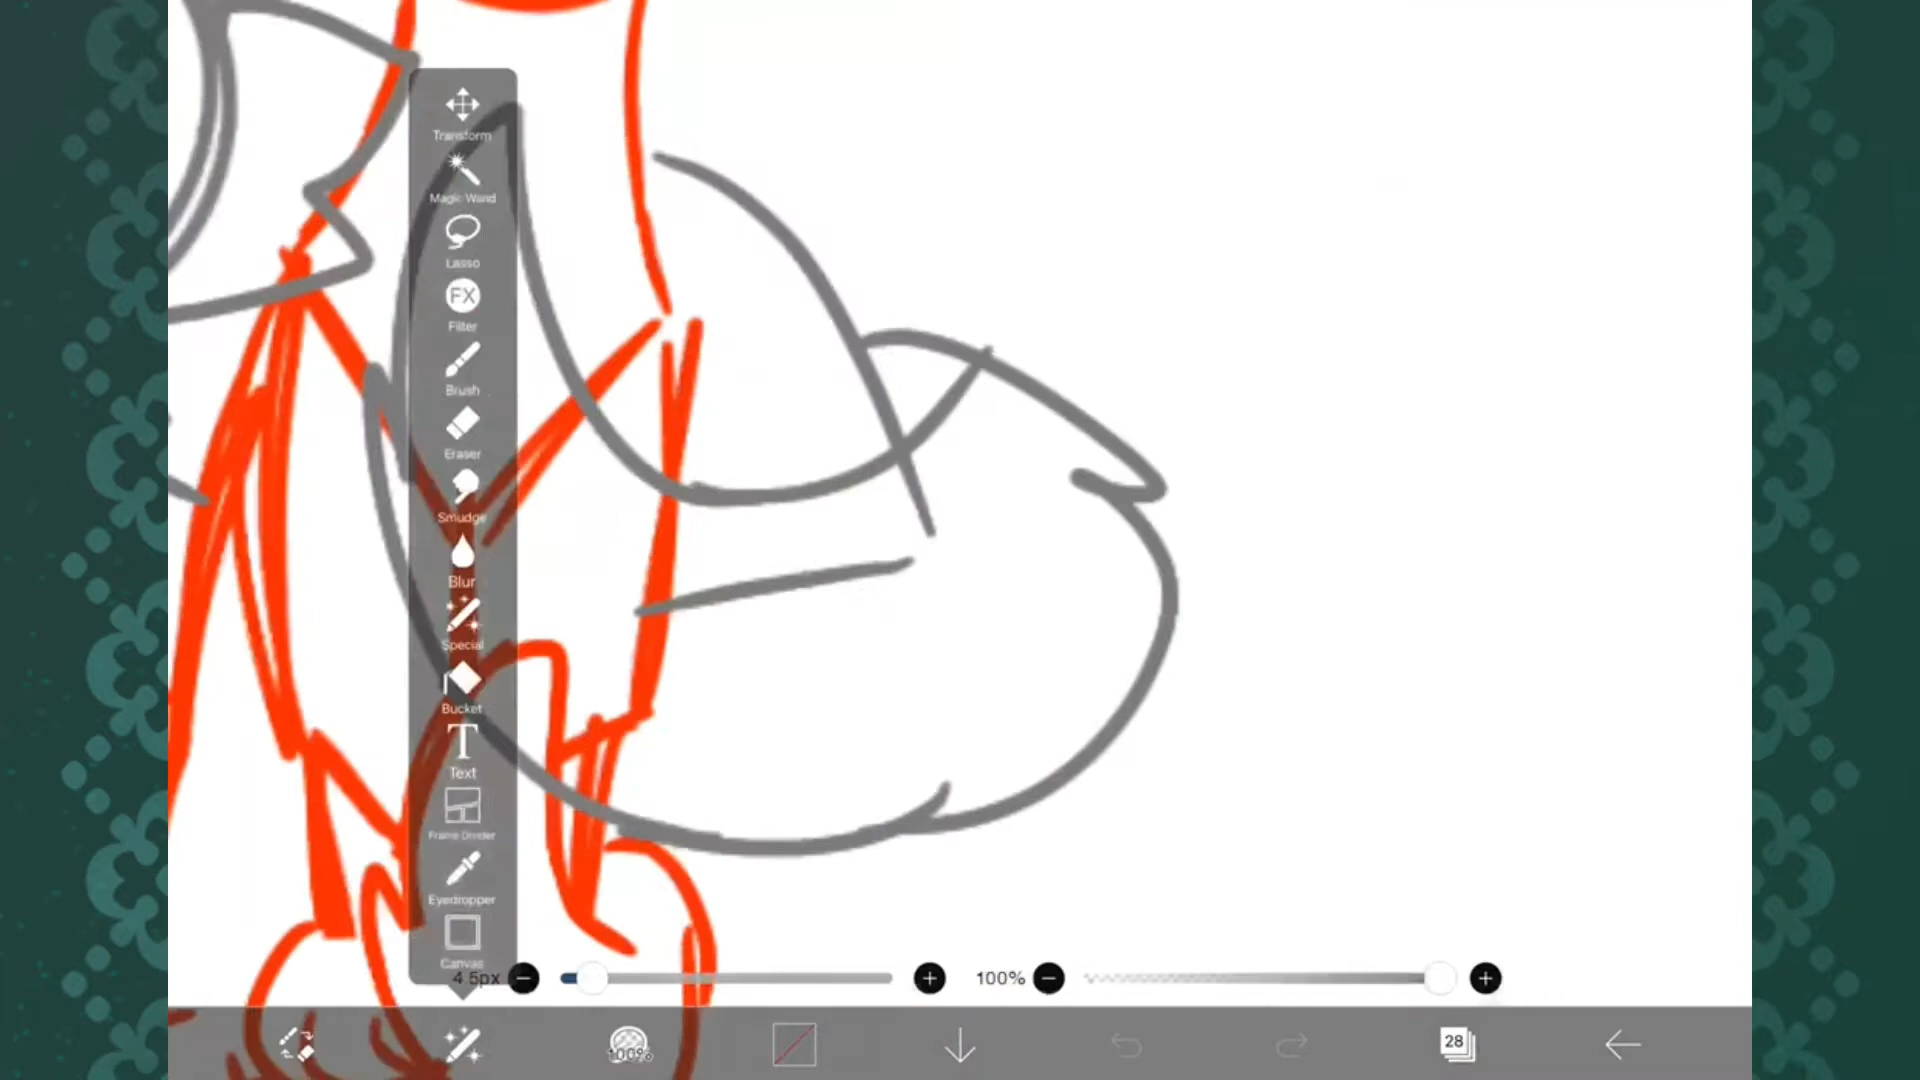 Transform
Magic Wand
Lasso
FX
Filter
Brush
Eraser
Smudge
Blur
Special
Bucket
T
Text
Frame Divider
Eyedropper
Canvas
4.5px
100%
100%
28